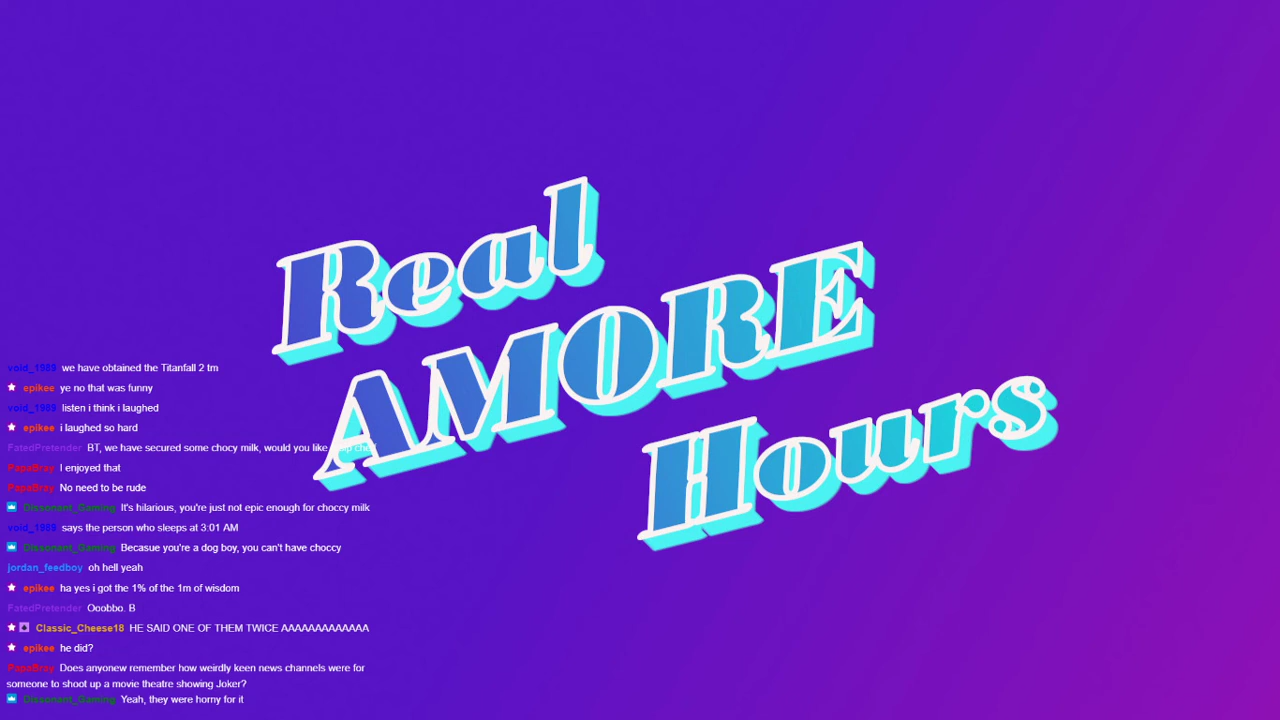 Real
AMORE
Hours
void_1989 we have obtained the Titanfall 2 tm
epikee ye no that was funny
void_1989 listen i think i laughed
epikee i laughed so hard
FatedPretender BT, we have secured some chocy milk, would you like
PapaBray I enjoyed that
PapaBray No need to be rude
Dissonant_Gaming It's hilarious, you're just not epic enough for choccy milk
void_1989 says the person who sleeps at 3:01 AM
Dissonant_Gaming Becasue you're a dog boy, you can't have choccy
jordan_feedboy oh hell yeah
epikee ha yes i got the 1% of the 1m of wisdom
FatedPretender Ooobbo. B
Classic_Cheese18 HE SAID ONE OF THEM TWICE AAAAAAAAAAAAA
epikee he did?
PapaBray Does anyonew remember how weirdly keen news channels were for
someone to shoot up a movie theatre showing Joker?
Dissonant_Gaming Yeah, they were horny for it